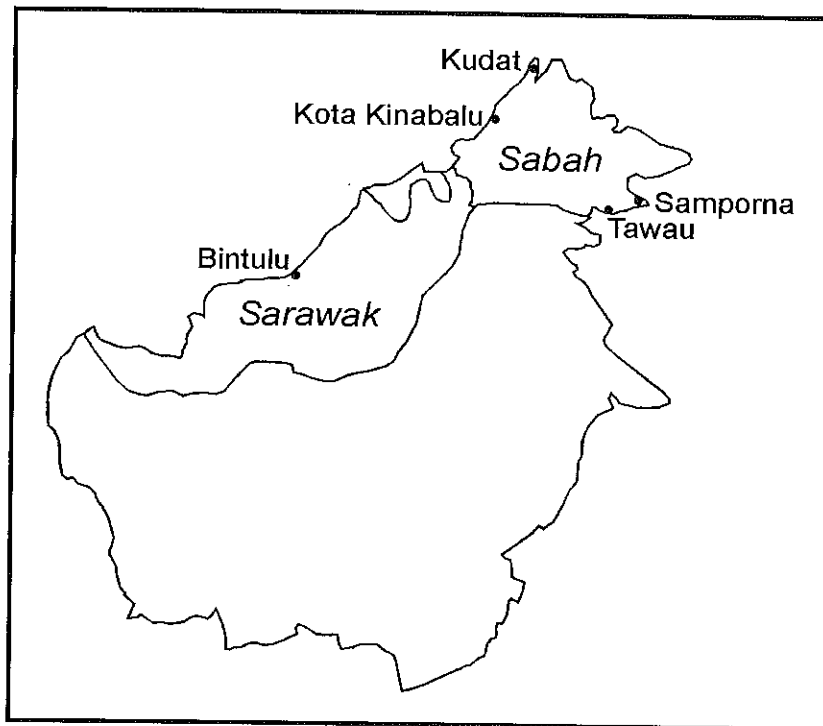 Kudat
Kota Kinabalu
Sabah
Samporna
Tawau
Bintulu
Sarawak